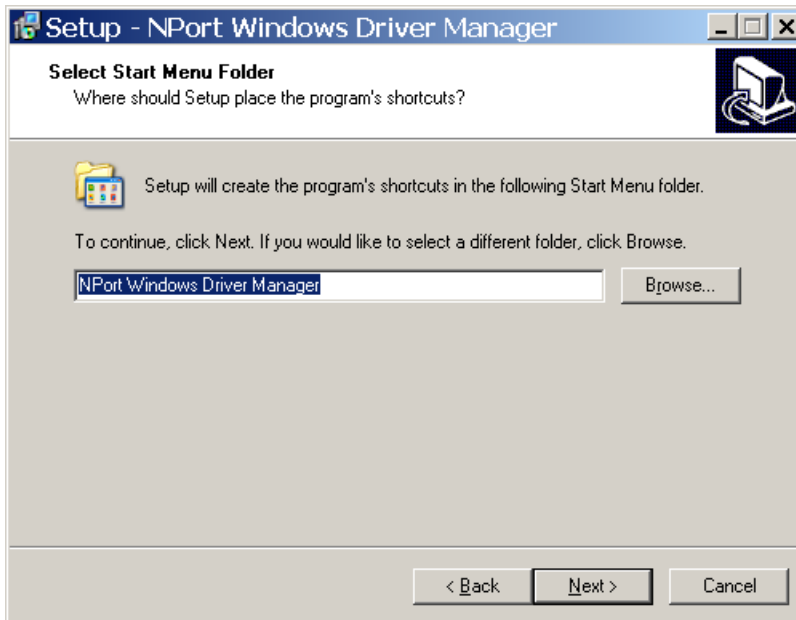 Setup - NPort Windows Driver Manager
Select Start Menu Folder
Where should Setup place the program's shortcuts?
Setup will create the program's shortcuts in the following Start Menu folder.
To continue, click Next. If you would like to select a different folder, click Browse.
NPort Windows Driver Manager
Browse...
< Back
Next >
Cancel